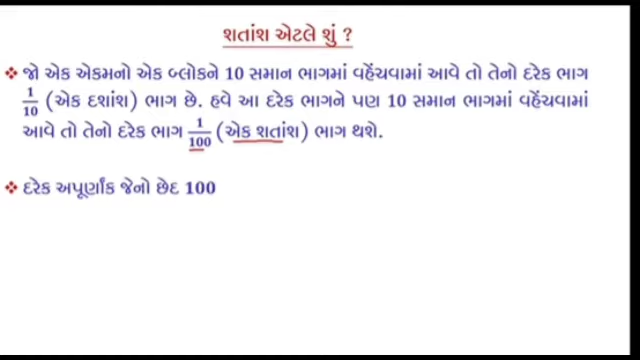 શતાંશ એટલે શું ?
❖ જો એક એકમનો એક બ્લોકને 10 સમાન ભાગમાં વહેંચવામાં આવે તો તેનો દરેક ભાગ
1/10 (એક દશાંશ) ભાગ છે. હવે આ દરેક ભાગને પણ 10 સમાન ભાગમાં વહેંચવામાં
આવે તો તેનો દરેક ભાગ 1/100 (એક શતાંશ) ભાગ થશે.
❖ દરેક અપૂર્ણાંક જેનો છેદ 100